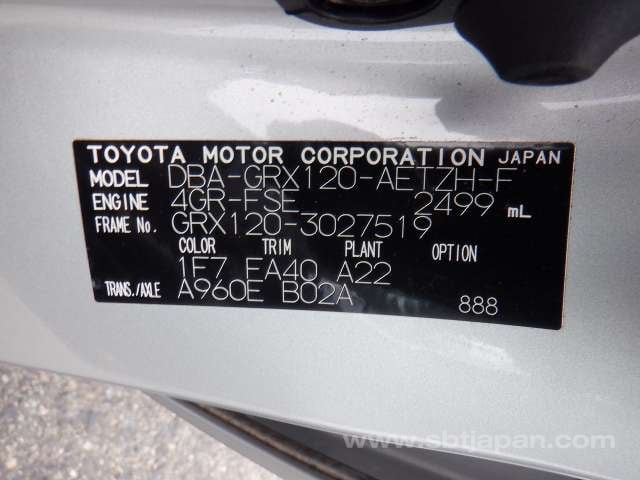 TOYOTA MOTOR CORPORATION JAPAN
MODEL DBA-GRX120-AETZH-F
ENGINE 4GR-FSE 2499 mL
FRAME No. GRX120-3027519
COLOR TRIM PLANT OPTION
1F7 FA40 A22
TRANS./AXLE A960E B02A 888
www.sbtjapan.com/